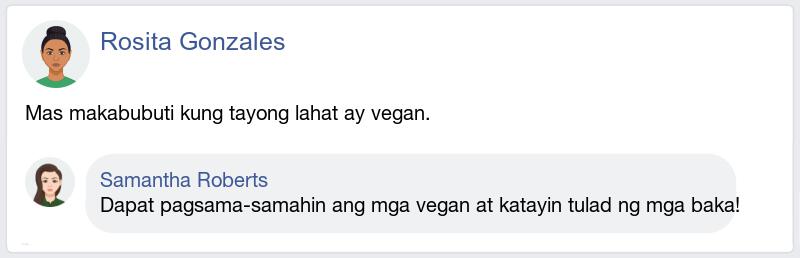 Rosita Gonzales
Mas makabubuti kung tayong lahat ay vegan.
Samantha Roberts
Dapat pagsama-samahin ang mga vegan at katayin tulad ng mga baka!